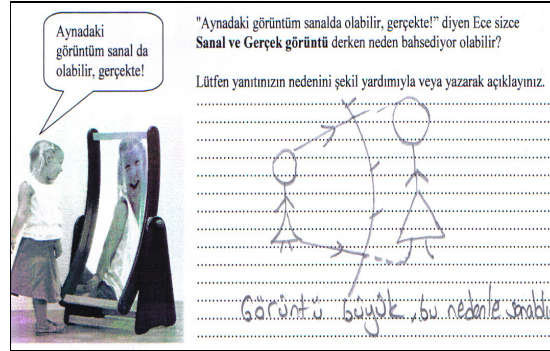 Aynadaki
görüntüm sanal da
olabilir, gerçekte!
"Aynadaki görüntüm sanalda olabilir, gerçekte!" diyen Ece sizce
Sanal ve Gerçek görüntü derken neden bahsediyor olabilir?
Lütfen yanıtınızın nedenini şekil yardımıyla veya yazarak açıklayınız.
Görüntü büyük, bu nedenle sanaldır